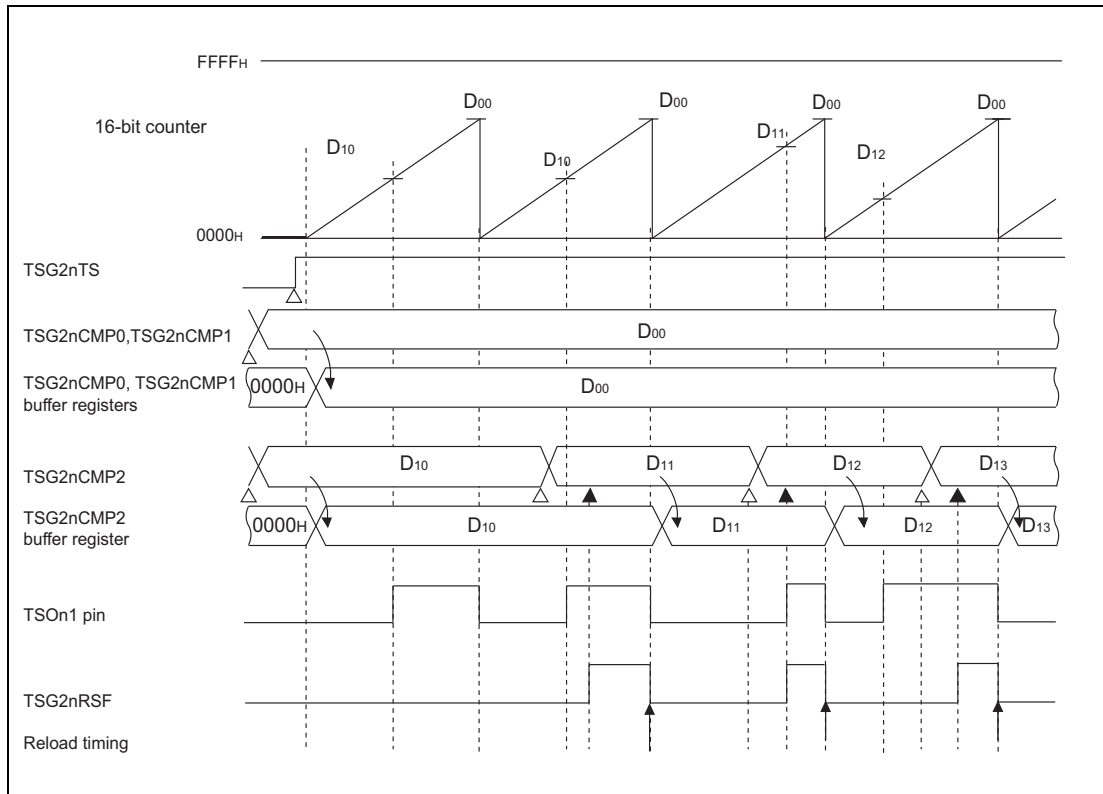 FFFFH
D00 D00 D00 D00
16-bit counter
D10 D10 D11 D12
0000H
TSG2nTS
TSG2nCMP0,TSG2nCMP1
D00
TSG2nCMP0, TSG2nCMP1
buffer registers
0000H
D00
TSG2nCMP2
D10 D11 D12 D13
TSG2nCMP2
buffer register
0000H
D10 D11 D12 D13
TSOn1 pin
TSG2nRSF
Reload timing